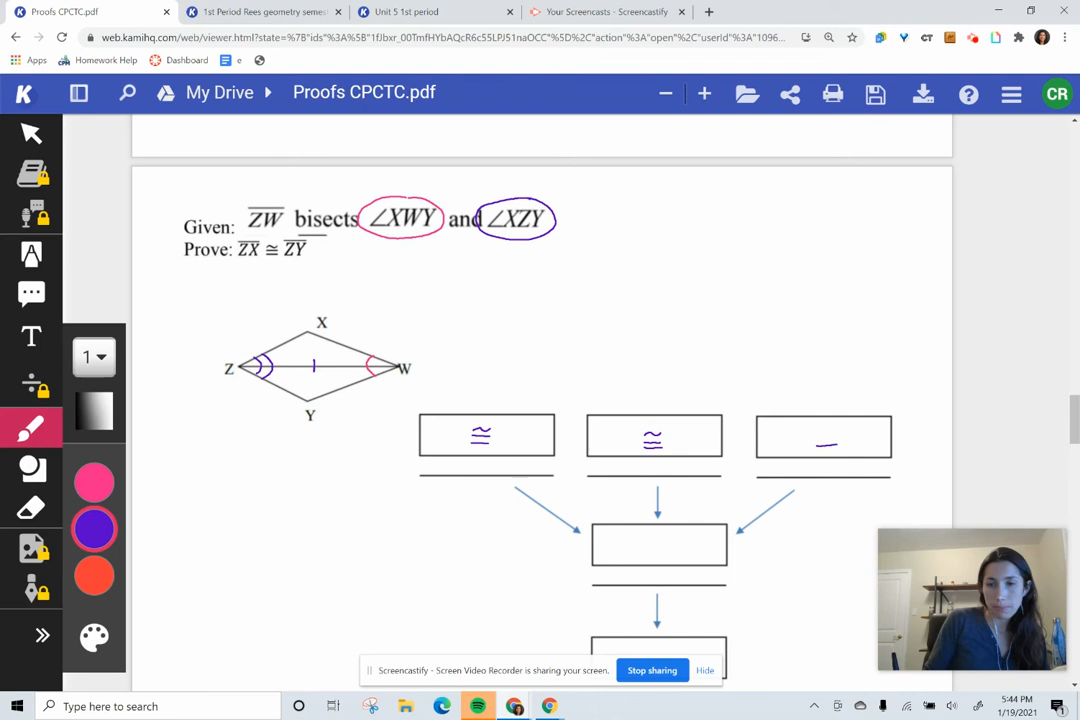 Proofs CPCTC.pdf
1st Period Rees geometry semes
Unit 5 1st period
Your Screencasts - Screencastify
web.kamihq.com/web/viewer.html?state=%7B"ids"%3A%5B"1fJbxr_00TmfHYbAQcR6c55LPJ51naOCC"%5D%2C"action"%3A"open"%2C"userId"%3A"1096...
Apps
CPM Homework Help
Dashboard
e
K
My Drive
Proofs CPCTC.pdf
CR
Given: ZW bisects ∠XWY and ∠XZY
Prove: ZX ≅ ZY
X
Z
W
Y
1
≅
≅
Screencastify - Screen Video Recorder is sharing your screen.
Stop sharing
Hide
Type here to search
5:44 PM
1/19/2021